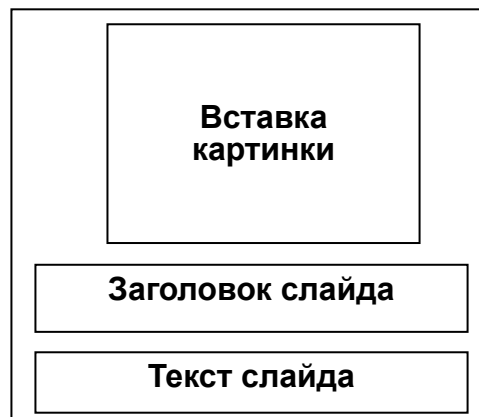 Вставка
картинки
Заголовок слайда
Текст слайда